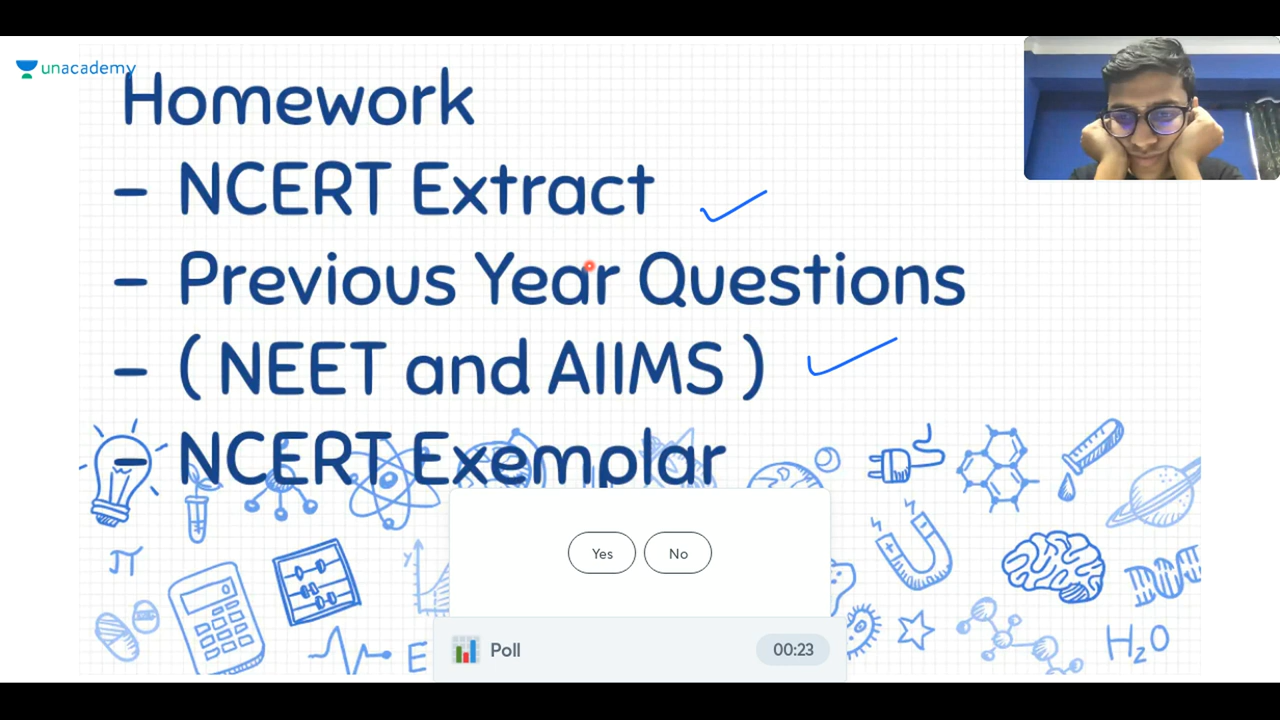 unacademy
Homework
- NCERT Extract
- Previous Year Questions
- ( NEET and AIIMS )
- NCERT Exemplar
Yes No
Poll 00:23
π
y
E
H₂O